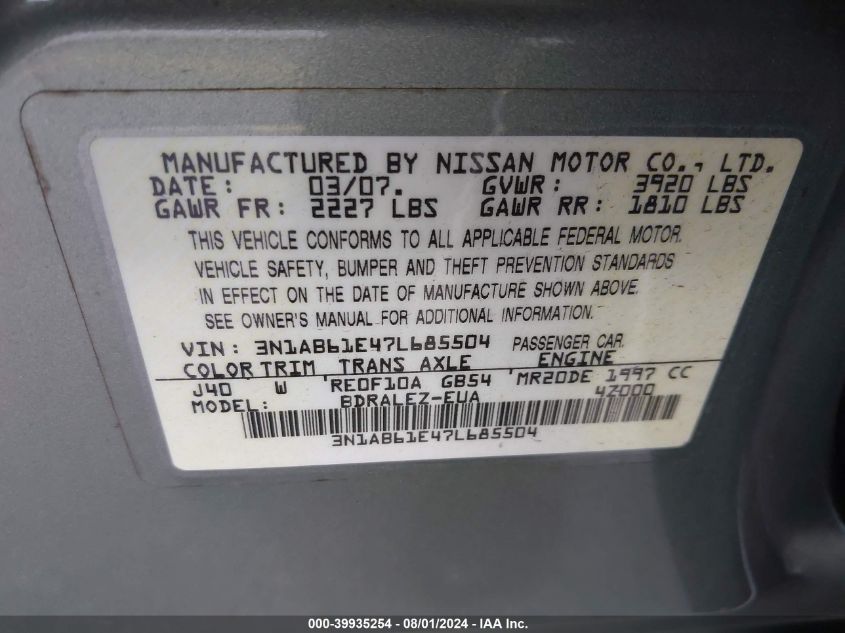 MANUFACTURED BY NISSAN MOTOR CO., LTD.
DATE: 03/07. GVWR: 3920 LBS
GAWR FR: 2227 LBS GAWR RR: 1810 LBS
THIS VEHICLE CONFORMS TO ALL APPLICABLE FEDERAL MOTOR
VEHICLE SAFETY, BUMPER AND THEFT PREVENTION STANDARDS
IN EFFECT ON THE DATE OF MANUFACTURE SHOWN ABOVE.
SEE OWNER'S MANUAL FOR ADDITIONAL INFORMATION.
VIN: 3N1AB61E47L685504 PASSENGER CAR
COLOR TRIM TRANS AXLE ENGINE
J40 W 'RE0F10A GB54 'MR20DE 1997 CC
MODEL: BDRALEZ-EUA 4Z000
3N1AB61E47L685504
000-39935254 - 08/01/2024 - IAA Inc.